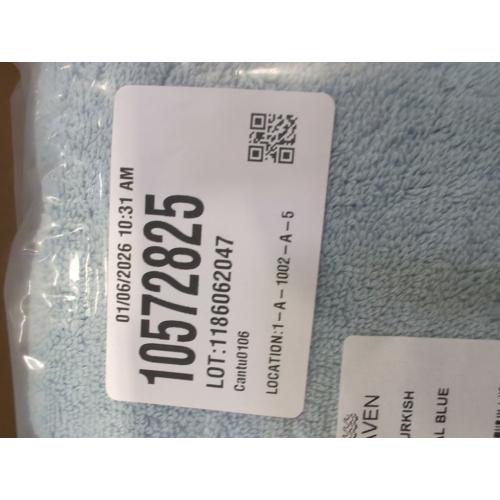 01/06/2026 10:31 AM
10572825
LOT:1186062047
Cantu0106
LOCATION:1-A-1002-A-5
AVEN
URKISH
AL BLUE